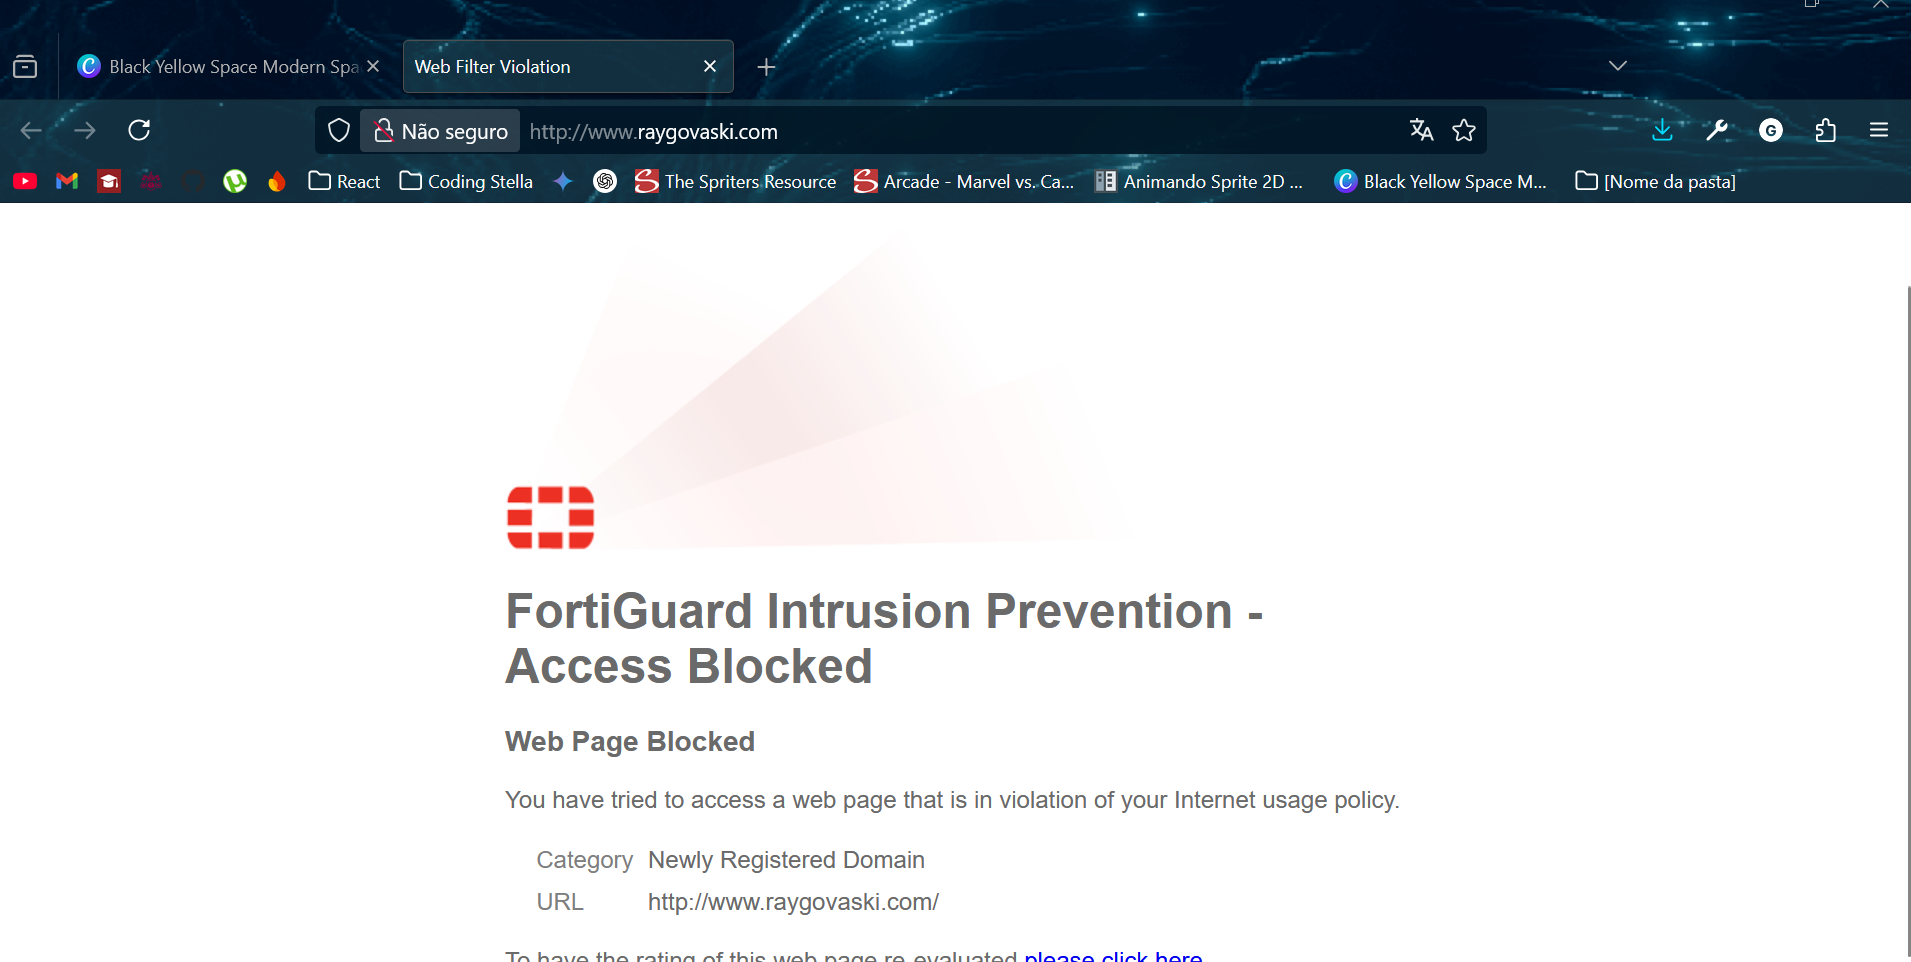 Black Yellow Space Modern Spa
Web Filter Violation
Não seguro
http://www.raygovaski.com
G
React
Coding Stella
The Spriters Resource
Arcade - Marvel vs. Ca...
Animando Sprite 2D ...
Black Yellow Space M...
[Nome da pasta]
FortiGuard Intrusion Prevention -
Access Blocked
Web Page Blocked
You have tried to access a web page that is in violation of your Internet usage policy.
Category Newly Registered Domain
URL http://www.raygovaski.com/
To have the rating of this web page re-evaluated please click here